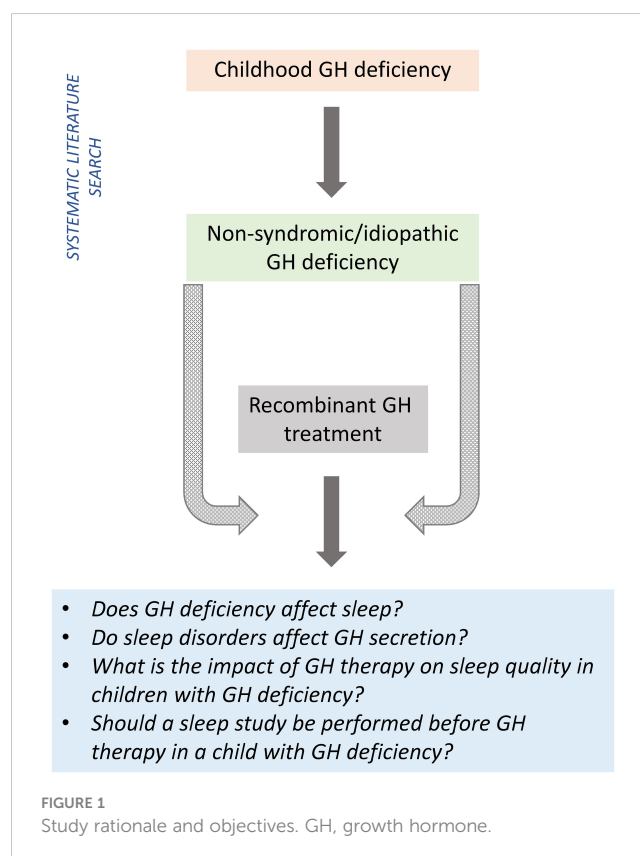 SYSTEMATIC LITERATURE
SEARCH
Childhood GH deficiency
Non-syndromic/idiopathic
GH deficiency
Recombinant GH
treatment
• Does GH deficiency affect sleep?
• Do sleep disorders affect GH secretion?
• What is the impact of GH therapy on sleep quality in
children with GH deficiency?
• Should a sleep study be performed before GH
therapy in a child with GH deficiency?
FIGURE 1
Study rationale and objectives. GH, growth hormone.